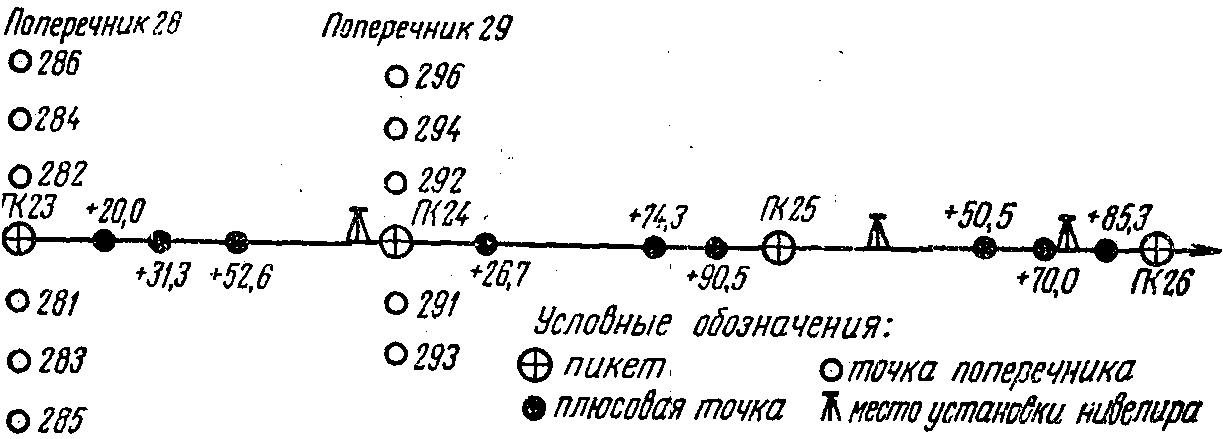 Поперечник 28
Поперечник 29
286
296
284
294
282
292
ПК23
+20,0
ПК24
+74,3
ПК25
+50,5
+85,3
+31,3
+52,6
+26,7
+90,5
+70,0
ПК26
281
291
283
293
285
Условные обозначения:
пикет
точка поперечника
плюсовая точка
место установки нивелира